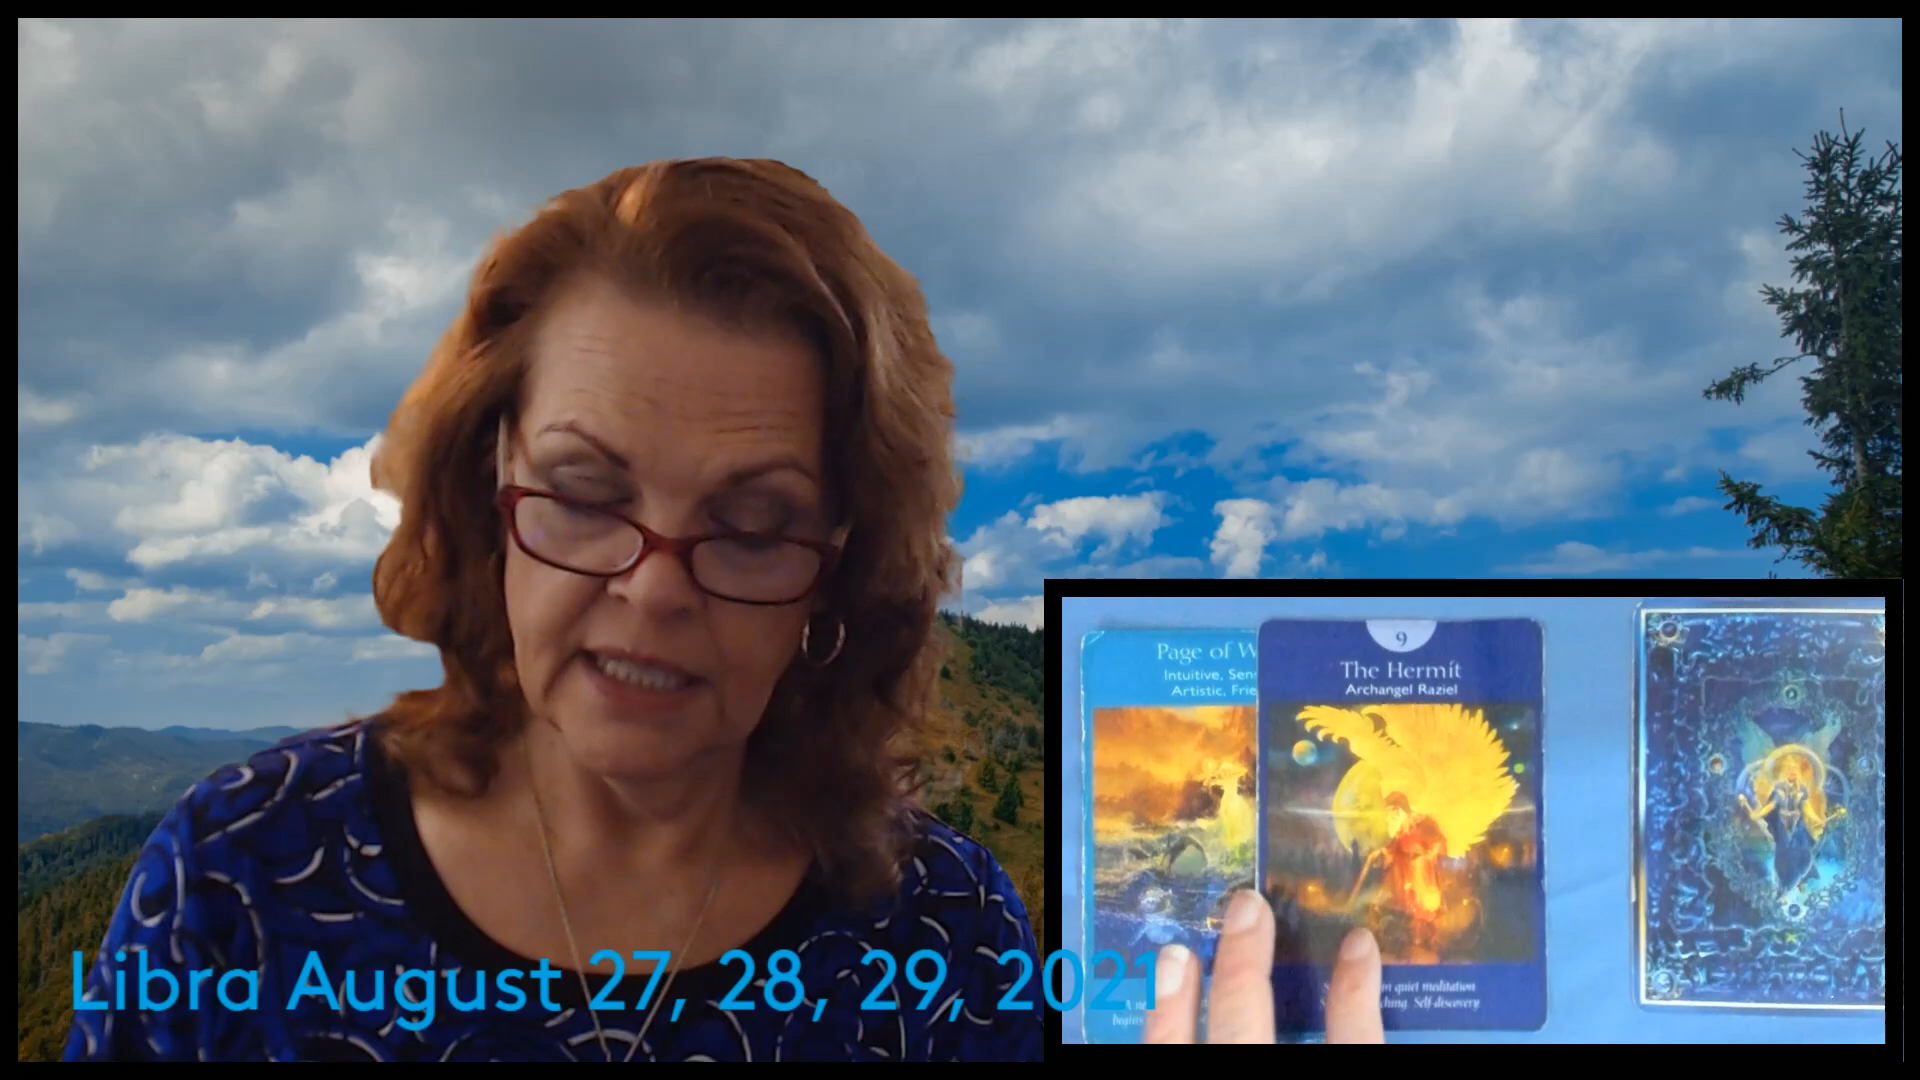 Page of W
Intuitive, Sens
Artistic, Frie
9
The Hermit
Archangel Raziel
n quiet meditation
Self-discovery
begins
Libra August 27, 28, 29, 2021